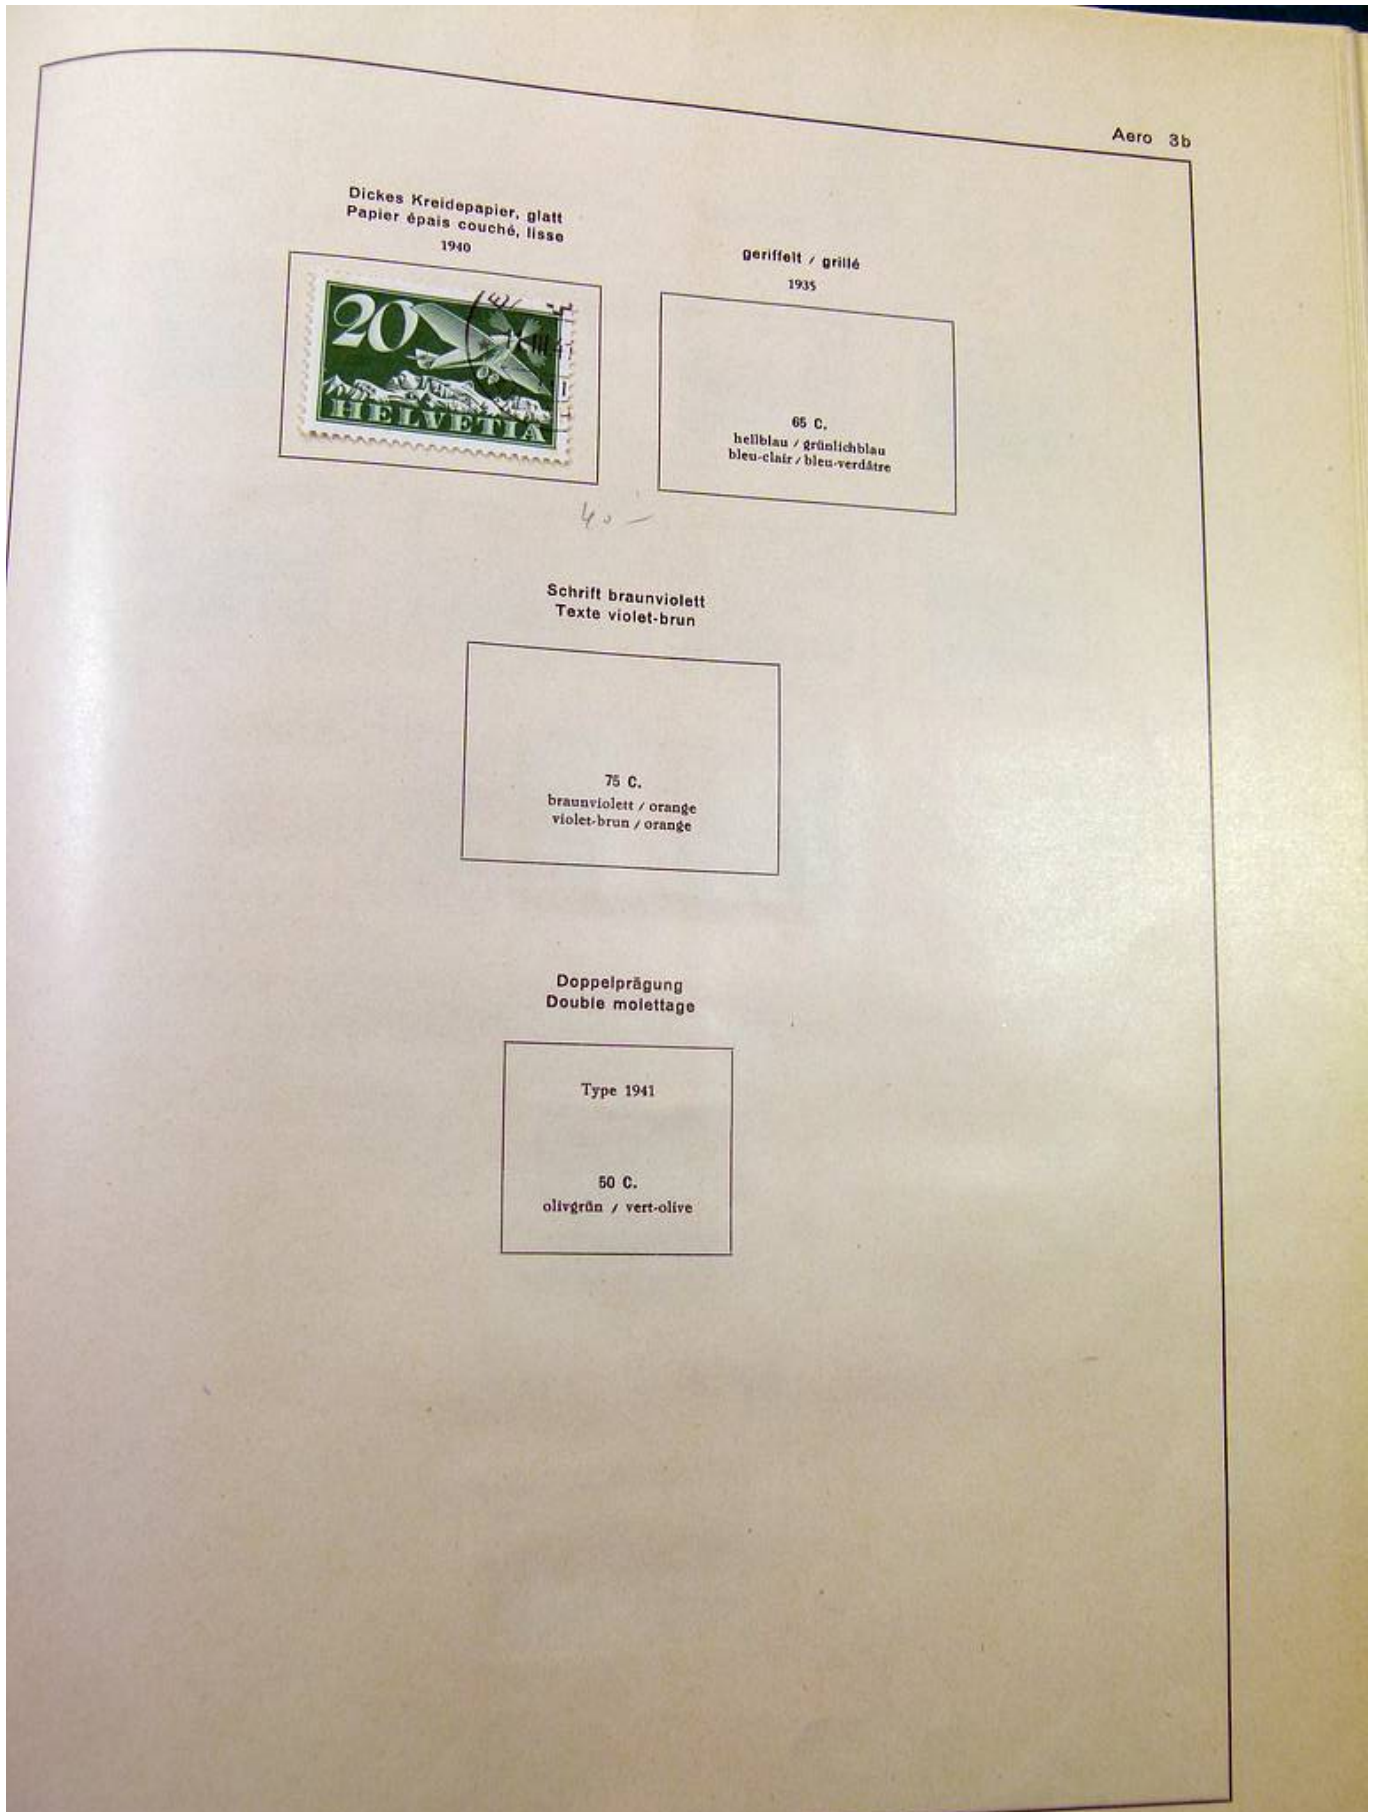 Aero 3b
Dickes Kreidepapier, glatt
Papier épais couché, lisse
1940
20
HELVETIA
geriffelt / grillé
1935
65 C.
hellblau / grünlichblau
bleu-clair / bleu-verdâtre
40.-
Schrift braunviolett
Texte violet-brun
75 C.
braunviolett / orange
violet-brun / orange
Doppelprägung
Double molettage
Type 1941
50 C.
olivgrün / vert-olive